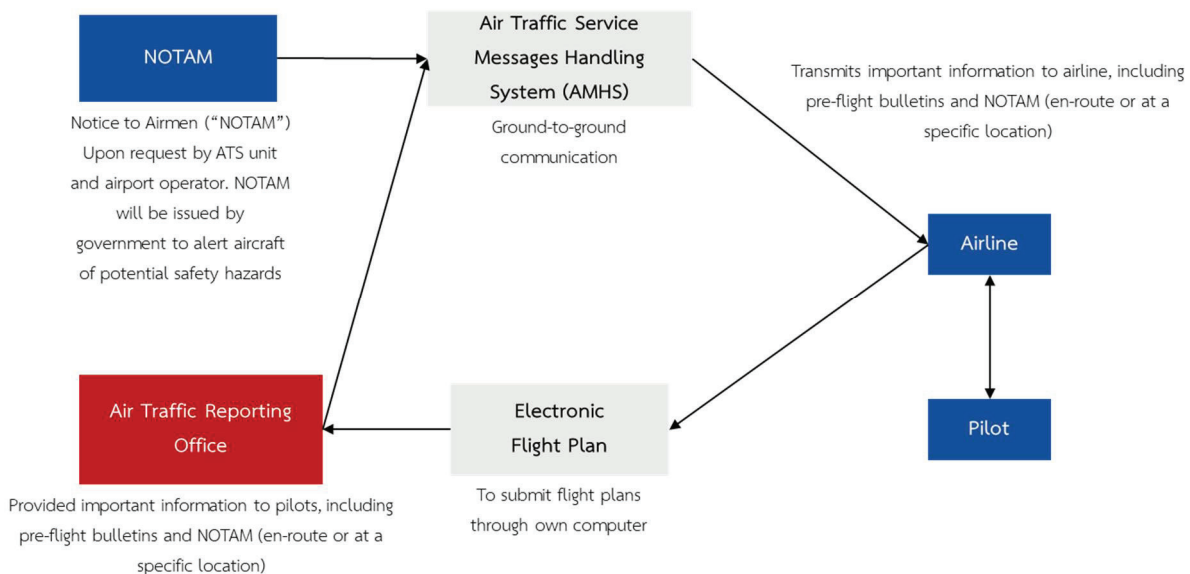 NOTAM
Notice to Airmen (“NOTAM”)
Upon request by ATS unit
and airport operator. NOTAM
will be issued by
government to alert aircraft
of potential safety hazards
Air Traffic Service
Messages Handling
System (AMHS)
Ground-to-ground
communication
Transmits important information to airline, including
pre-flight bulletins and NOTAM (en-route or at a
specific location)
Airline
Pilot
Electronic
Flight Plan
To submit flight plans
through own computer
Air Traffic Reporting
Office
Provided important information to pilots, including
pre-flight bulletins and NOTAM (en-route or at a
specific location)